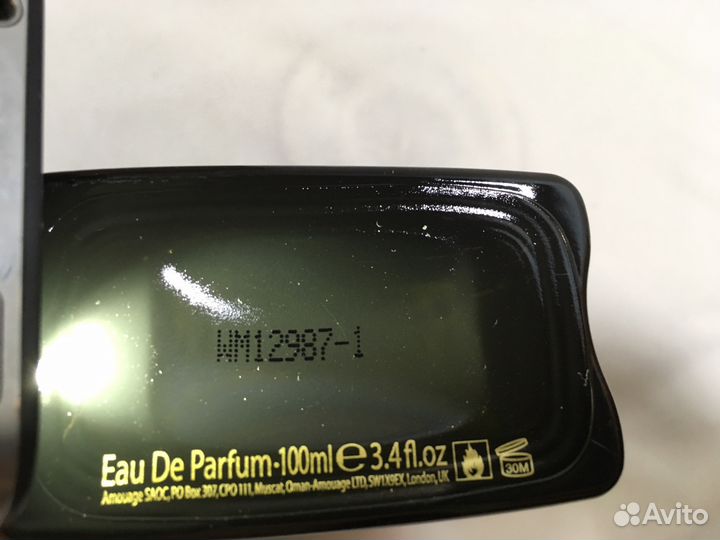 WM12987-1
Eau De Parfum·100ml e 3.4fl.oz
30M
Amouage SAOC, PO Box 307, CPO 111, Muscat, Oman-Amouage LTD, SW1X9EX, London, UK
Avito